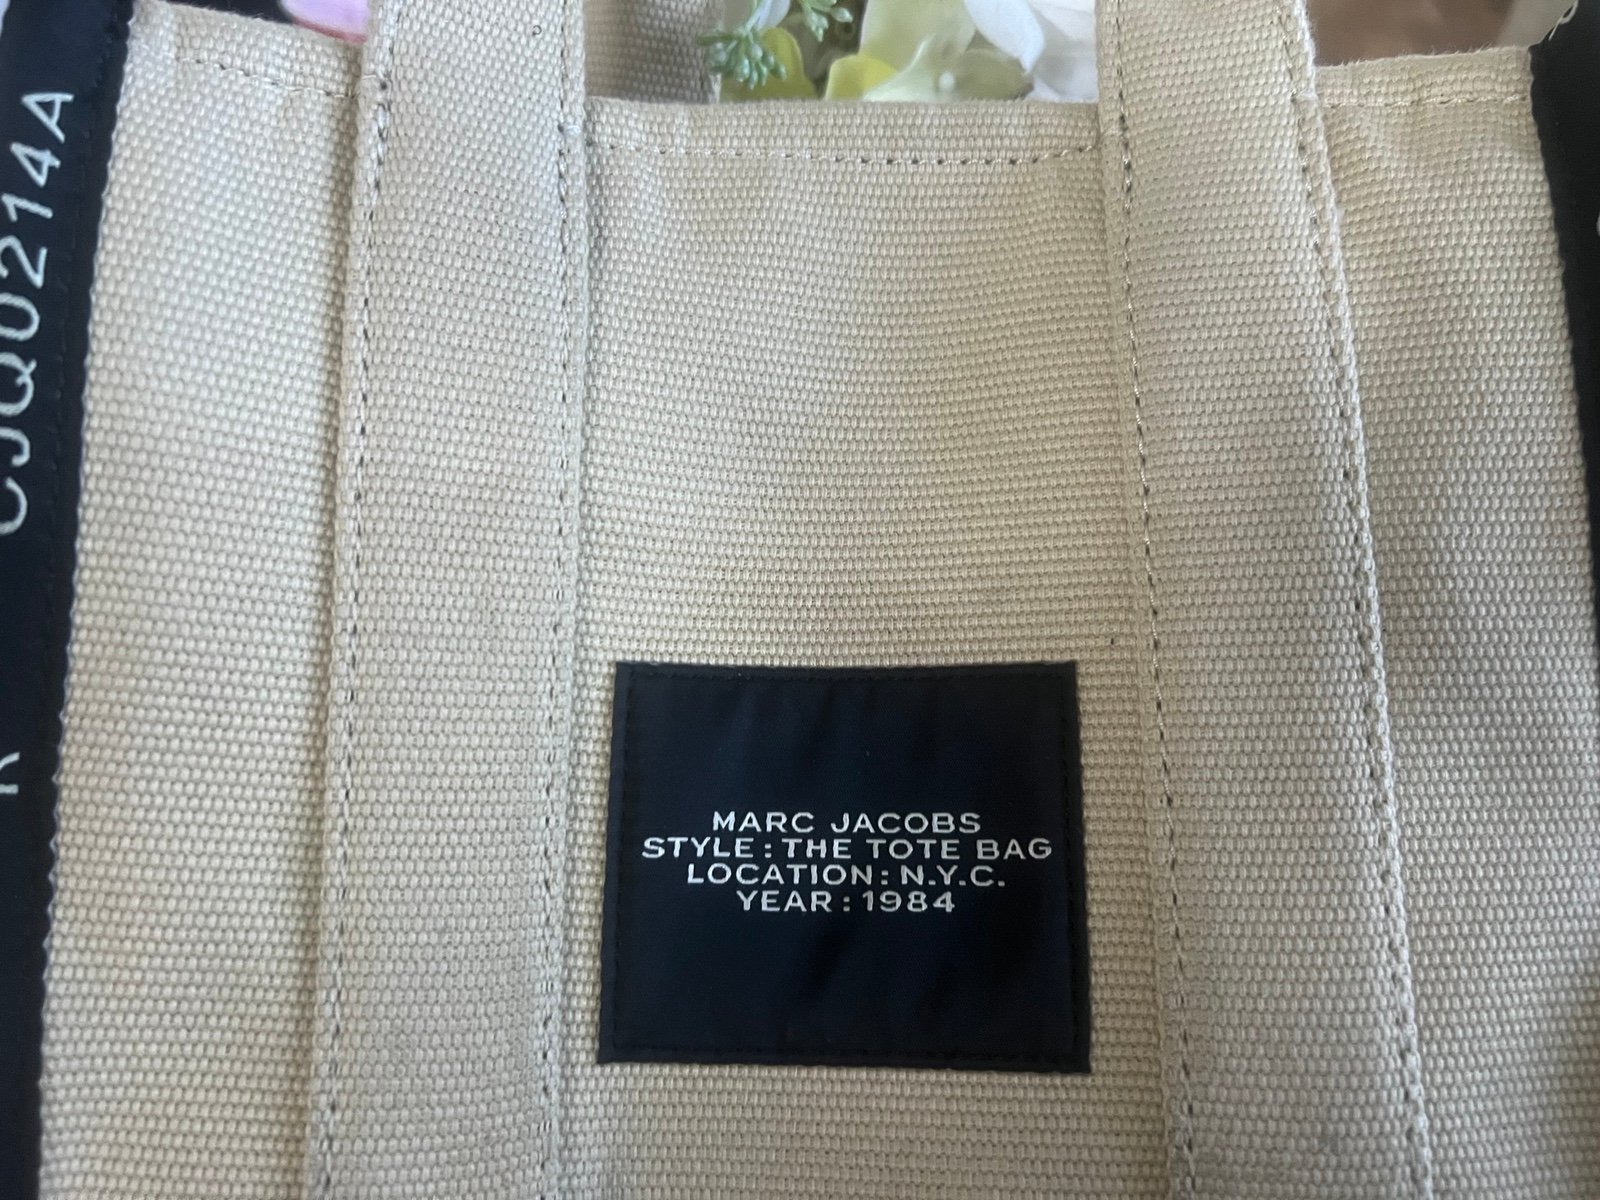 CJQ0214A
MARC JACOBS
STYLE : THE TOTE BAG
LOCATION : N.Y.C.
YEAR : 1984